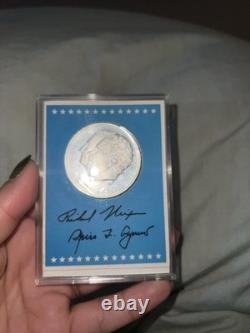 Richard Nixon
Spiro T. Agnew